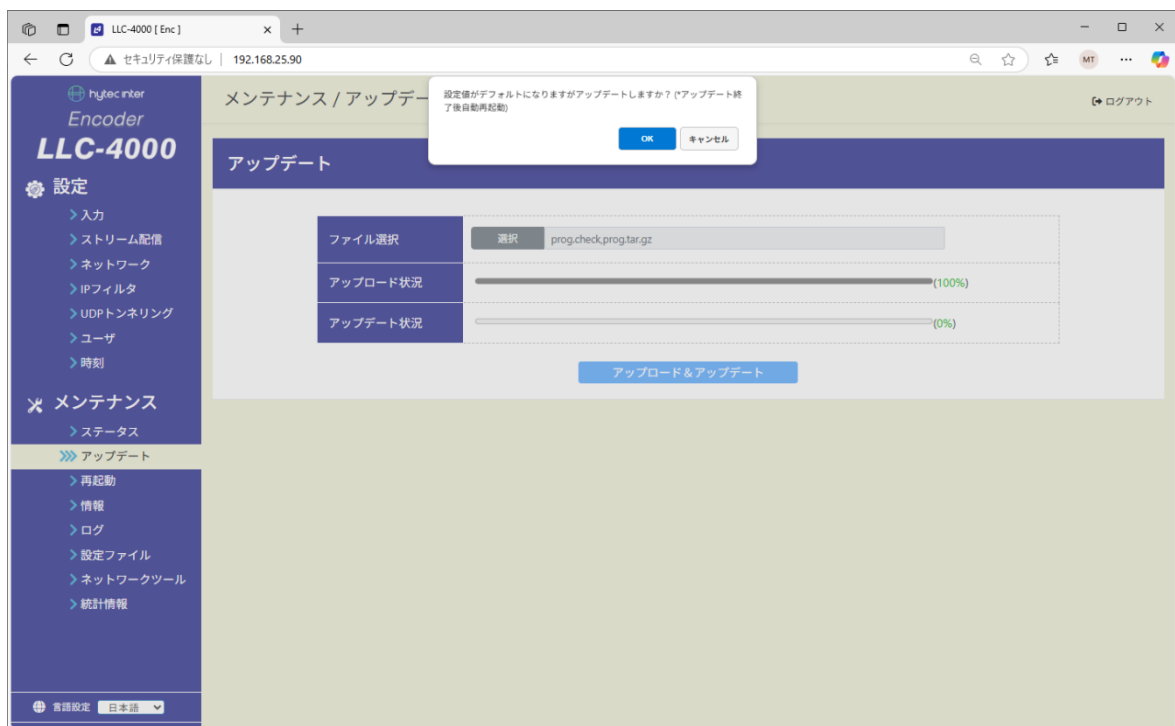 LLC-4000 [ Enc ]
セキュリティ保護なし | 192.168.25.90
MT
hytec inter
Encoder
LLC-4000
設定
入力
ストリーム配信
ネットワーク
IPフィルタ
UDPトンネリング
ユーザ
時刻
メンテナンス
ステータス
アップデート
再起動
情報
ログ
設定ファイル
ネットワークツール
統計情報
言語設定 日本語
メンテナンス / アップデー
ログアウト
設定値がデフォルトになりますがアップデートしますか？ (*アップデート終
了後自動再起動)
OK キャンセル
アップデート
ファイル選択 選択 prog.check,prog.tar.gz
アップロード状況 (100%)
アップデート状況 (0%)
アップロード＆アップデート